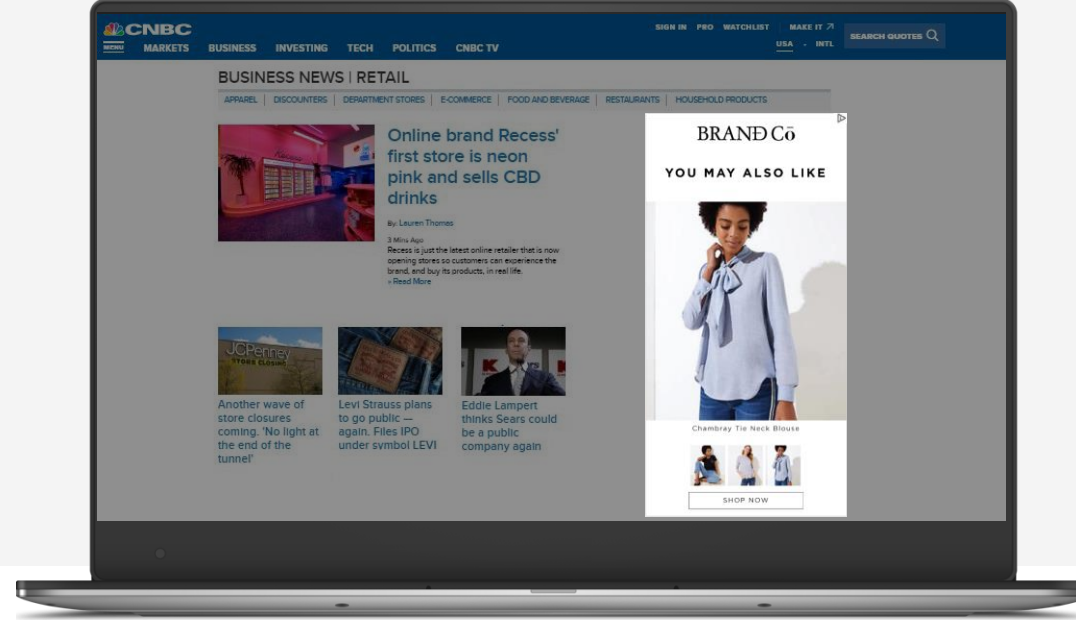 CNBC
SIGN IN PRO WATCHLIST MAKE IT
USA - INTL
SEARCH QUOTES
MENU MARKETS BUSINESS INVESTING TECH POLITICS CNBC TV
BUSINESS NEWS | RETAIL
APPAREL | DISCOUNTERS | DEPARTMENT STORES | E-COMMERCE | FOOD AND BEVERAGE | RESTAURANTS | HOUSEHOLD PRODUCTS
Online brand Recess'
first store is neon
pink and sells CBD
drinks
By: Lauren Thomas
3 Mins Ago
Recess is just the latest online retailer that is now
opening stores so customers can experience the
brand, and buy its products, in real life.
» Read More
JCPenney
STORE CLOSING
Another wave of
store closures
coming. 'No light at
the end of the
tunnel'
Levi Strauss plans
to go public —
again. Files IPO
under symbol LEVI
Eddie Lampert
thinks Sears could
be a public
company again
BRAND Cō
YOU MAY ALSO LIKE
Chambray Tie Neck Blouse
SHOP NOW